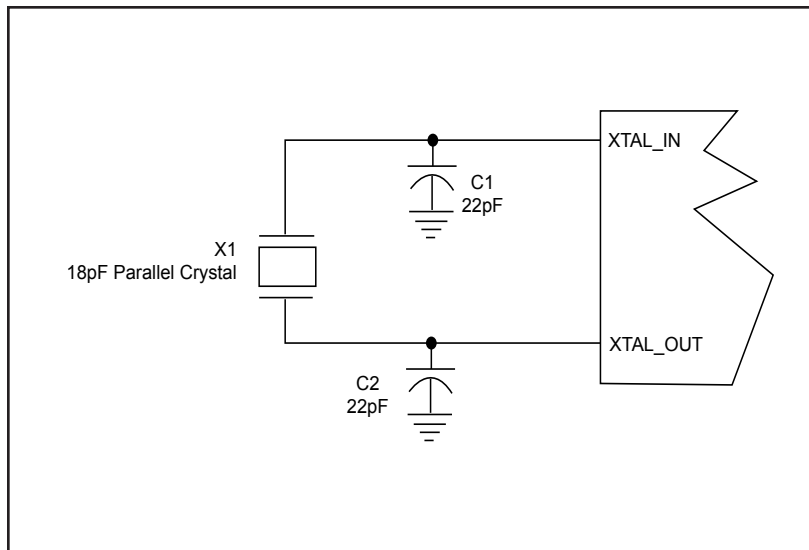 XTAL_IN
C1
22pF
X1
18pF Parallel Crystal
XTAL_OUT
C2
22pF